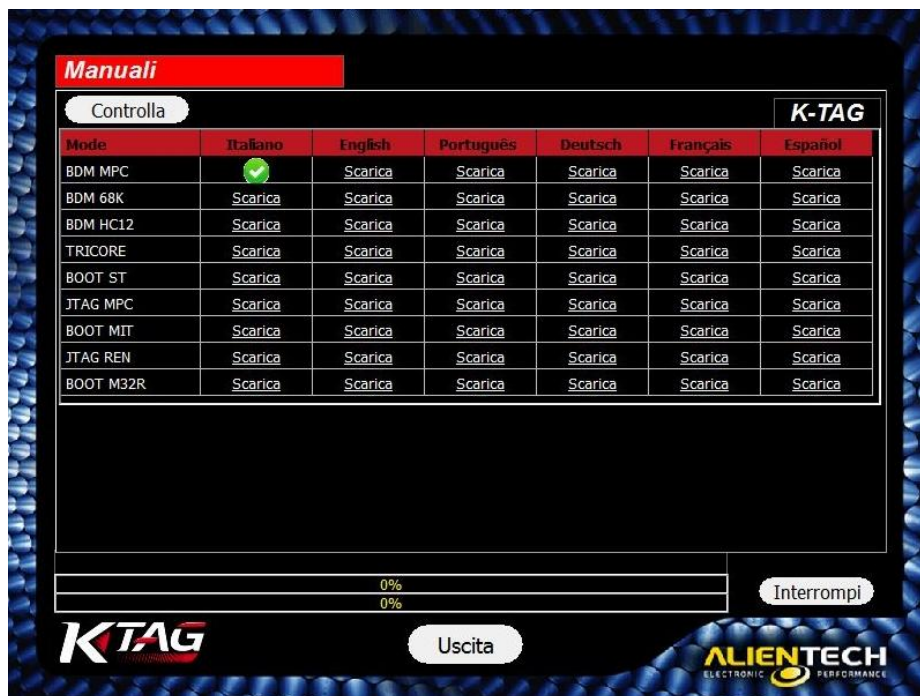 Manuali
Controlla
K-TAG
Mode Italiano English Português Deutsch Français Español
BDM MPC Scarica Scarica Scarica Scarica Scarica
BDM 68K Scarica Scarica Scarica Scarica Scarica Scarica
BDM HC12 Scarica Scarica Scarica Scarica Scarica Scarica
TRICORE Scarica Scarica Scarica Scarica Scarica Scarica
BOOT ST Scarica Scarica Scarica Scarica Scarica Scarica
JTAG MPC Scarica Scarica Scarica Scarica Scarica Scarica
BOOT MIT Scarica Scarica Scarica Scarica Scarica Scarica
JTAG REN Scarica Scarica Scarica Scarica Scarica Scarica
BOOT M32R Scarica Scarica Scarica Scarica Scarica Scarica
0%
0%
Interrompi
KTAG
Uscita
ALIENTECH
ELECTRONIC PERFORMANCE